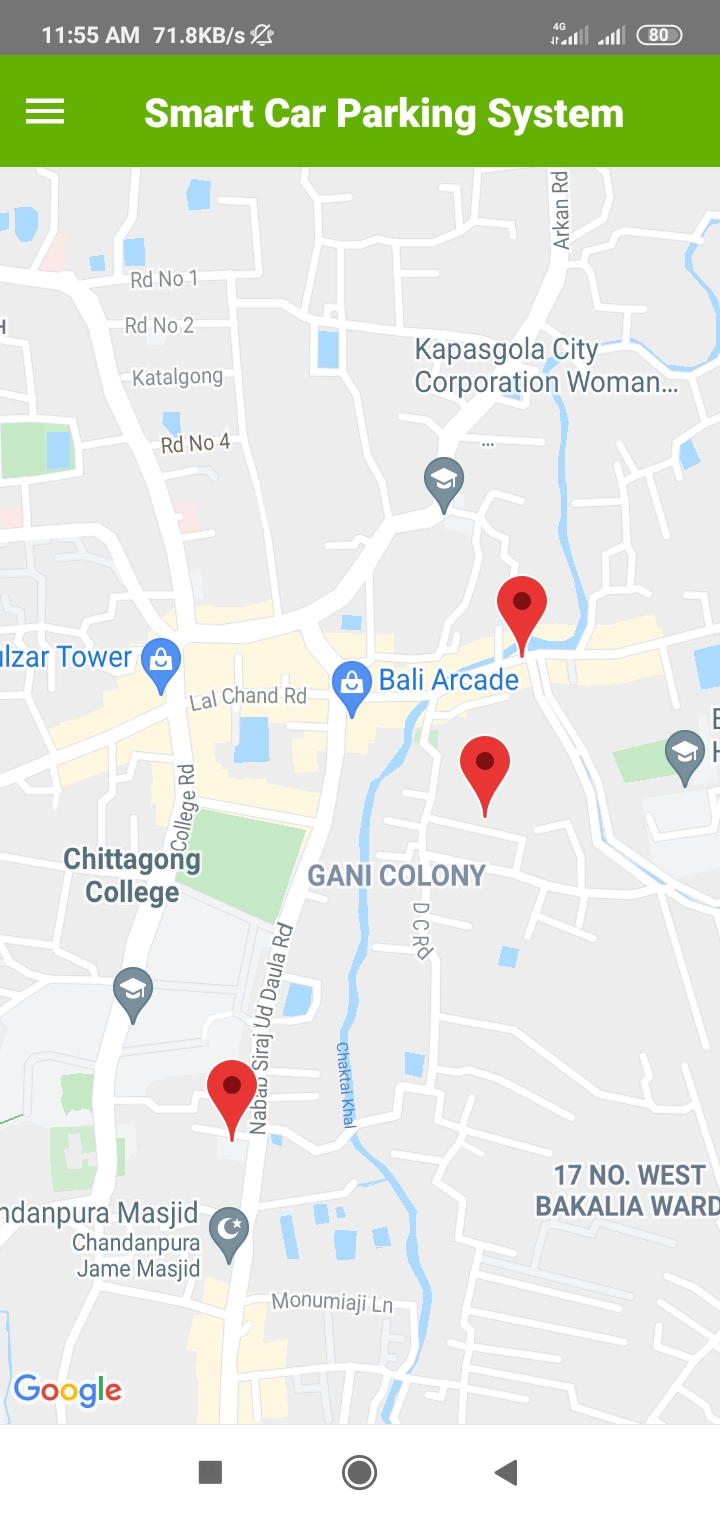 11:55 AM 71.8KB/s
4G
80
Smart Car Parking System
Arkan Rd
Rd No 1
Rd No 2
H
Kapasgola City
Corporation Woman...
Katalgong
Rd No 4
...
ulzar Tower
Bali Arcade
Lal Chand Rd
College Rd
Chittagong
College
GANI COLONY
D C Rd
Nabab Siraj Ud Daula Rd
Chaktai Khal
17 NO. WEST
BAKALIA WARD
ndanpura Masjid
Chandanpura
Jame Masjid
Monumiaji Ln
Google